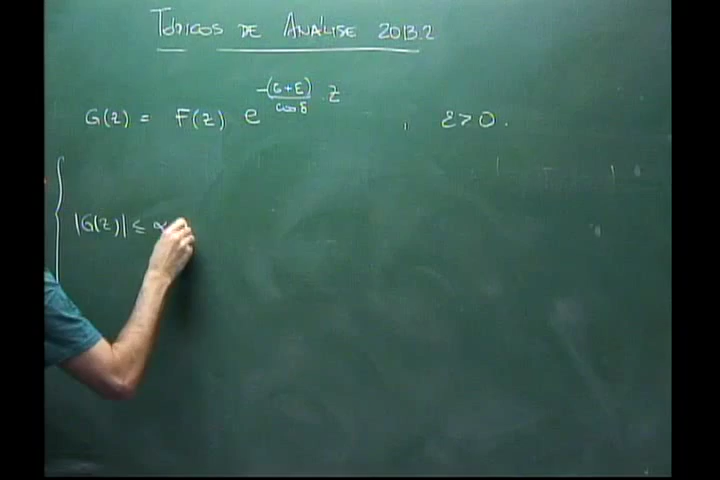 TÓPICOS DE ANÁLISE 2013.2
G(z) = F(z) e^{-(σ+ε)/cos δ · z} , ε > 0.
|G(z)| ≤ α